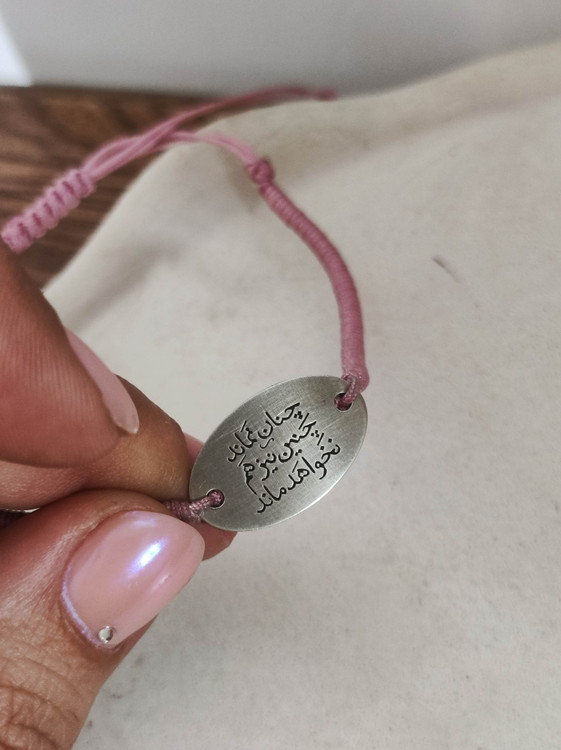 چنان نماند
چنین نیز هم
نخواهد ماند